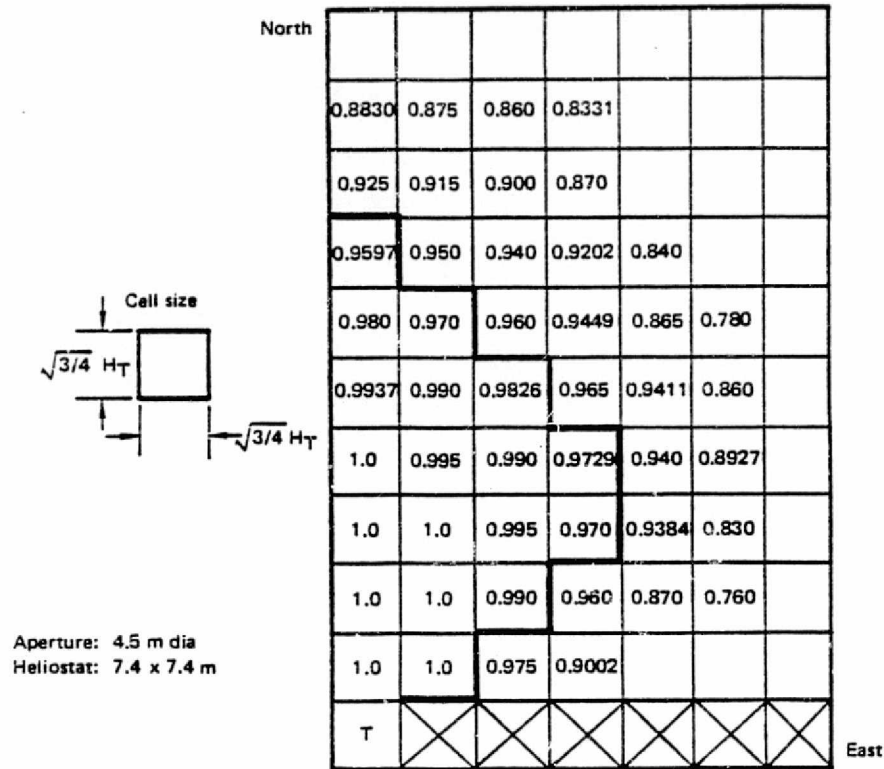 North
0.8830 0.875 0.860 0.8331
0.925 0.915 0.900 0.870
0.9597 0.950 0.940 0.9202 0.840
Cell size
0.980 0.970 0.960 0.9449 0.865 0.780
√3/4 HT
0.9937 0.990 0.9826 0.965 0.9411 0.860
√3/4 HT
1.0 0.995 0.990 0.9729 0.940 0.8927
1.0 1.0 0.995 0.970 0.9384 0.830
1.0 1.0 0.990 0.960 0.870 0.760
Aperture: 4.5 m dia
Heliostat: 7.4 x 7.4 m
1.0 1.0 0.975 0.9002
T
East